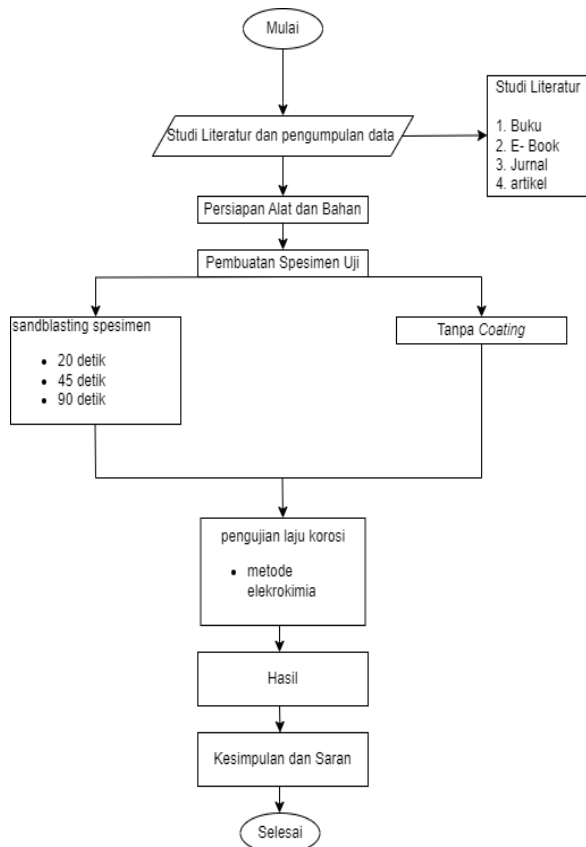 Mulai
Studi Literatur dan pengumpulan data
Studi Literatur
1. Buku
2. E- Book
3. Jurnal
4. artikel
Persiapan Alat dan Bahan
Pembuatan Spesimen Uji
sandblasting spesimen
• 20 detik
• 45 detik
• 90 detik
Tanpa Coating
pengujian laju korosi
• metode
elekrokimia
Hasil
Kesimpulan dan Saran
Selesai